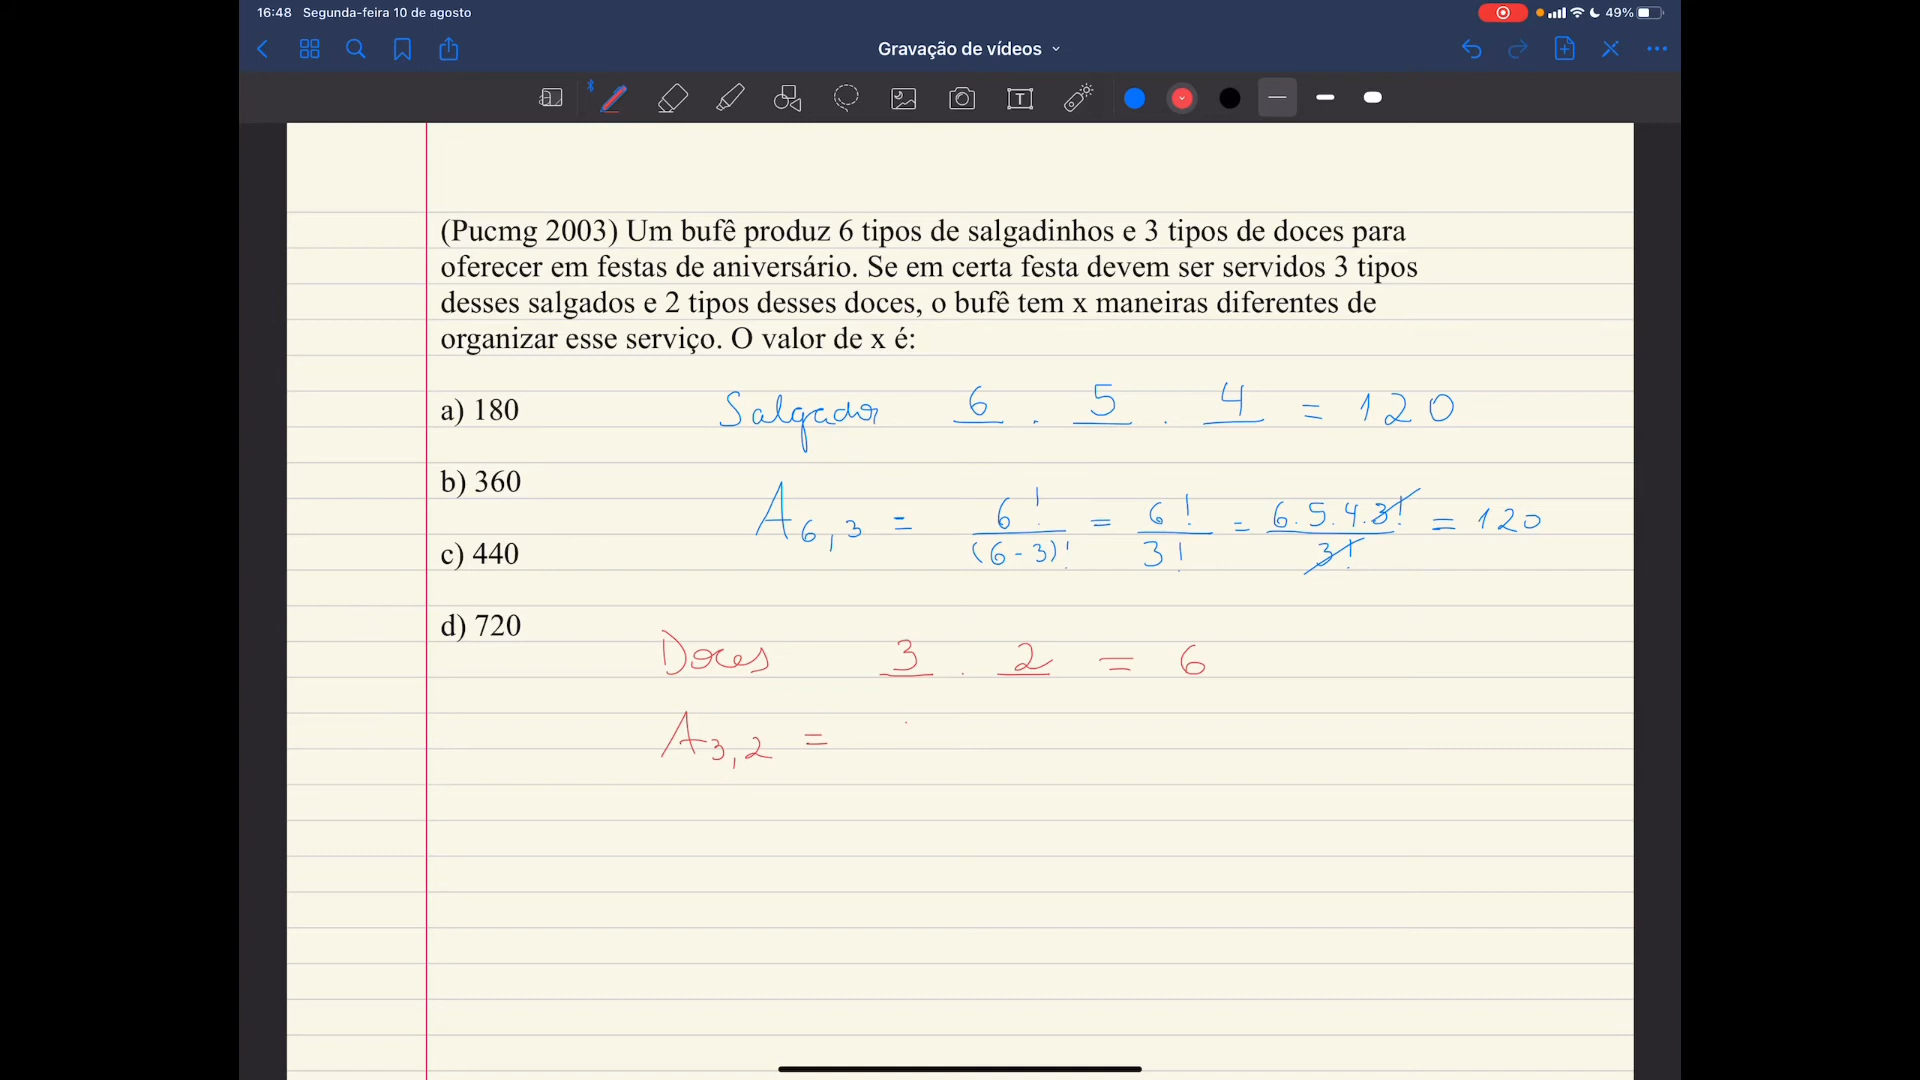 16:48 Segunda-feira 10 de agosto
49%
Gravação de vídeos
T
(Pucmg 2003) Um bufê produz 6 tipos de salgadinhos e 3 tipos de doces para
oferecer em festas de aniversário. Se em certa festa devem ser servidos 3 tipos
desses salgados e 2 tipos desses doces, o bufê tem x maneiras diferentes de
organizar esse serviço. O valor de x é:
a) 180
Salgados 6 . 5 . 4 = 120
b) 360
A6,3 = 6!/(6-3)! = 6!/3! = 6.5.4.3!/3! = 120
c) 440
d) 720
Doces 3 . 2 = 6
A3,2 =